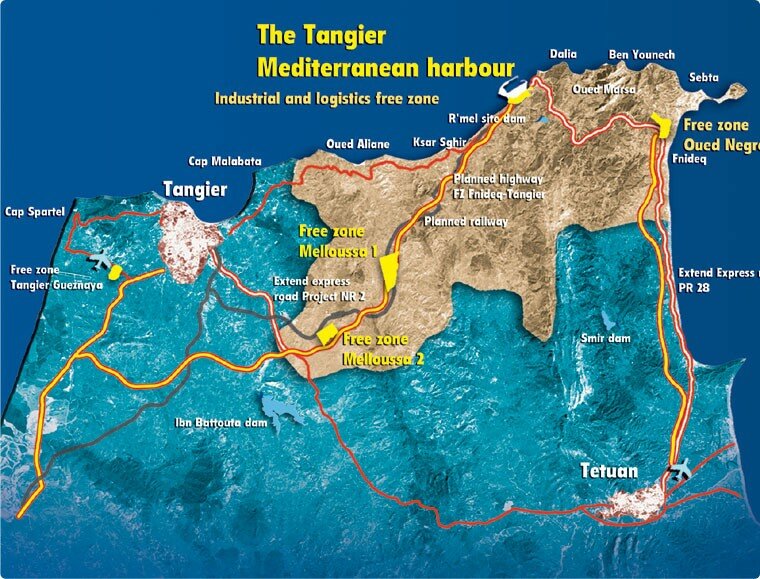 The Tangier
Mediterranean harbour
Industrial and logistics free zone
Dalia
Ben Younech
Sebta
Oued Marsa
R'mel site dam
Free zone
Oued Negro
Fnideq
Oued Aliane
Ksar Sghir
Cap Malabata
Tangier
Planned highway
FZ Fnideq-Tangier
Cap Spartel
Planned railway
Free zone
Melloussa 1
Free zone
Tangier Gueznaya
Extend express
road Project NR 2
Extend Express
PR 28
Free zone
Melloussa 2
Smir dam
Ibn Battouta dam
Tetuan